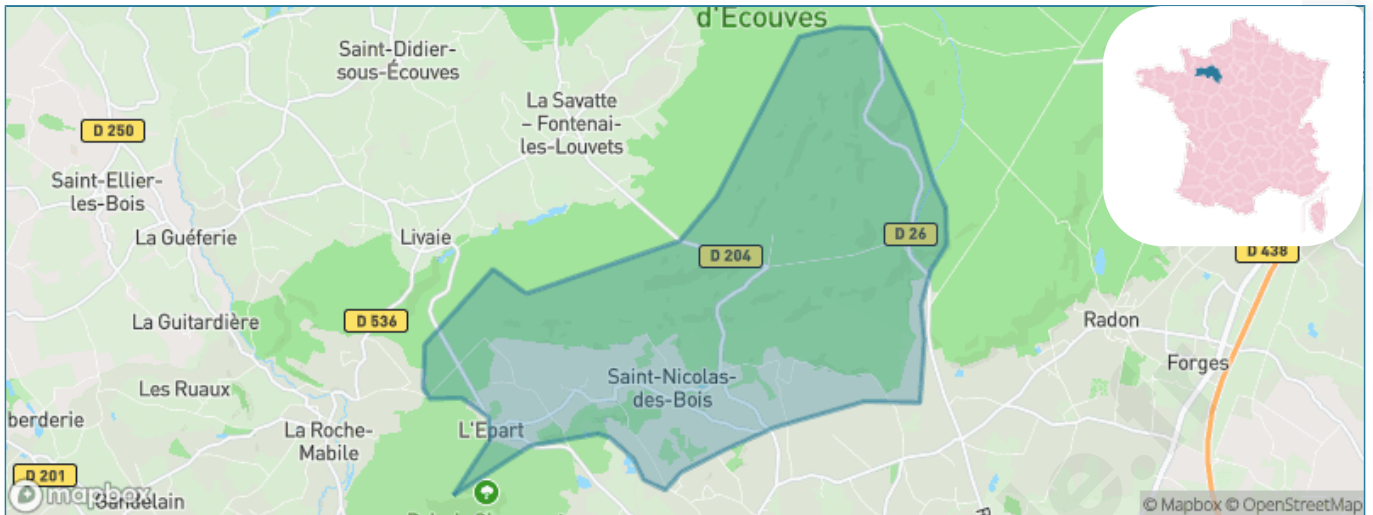 d'Ecouves
Saint-Didier-
sous-Écouves
La Savatte
– Fontenai-
les-Louvets
D 250
Saint-Ellier-
les-Bois
La Guéferie
Livaie
D 204
D 26
D 438
La Guitardière
D 536
Radon
Forges
Les Ruaux
Saint-Nicolas-
des-Bois
berderie
La Roche-
Mabile
L'Epart
D 201
mapbox
Gandelain
© Mapbox © OpenStreetMap